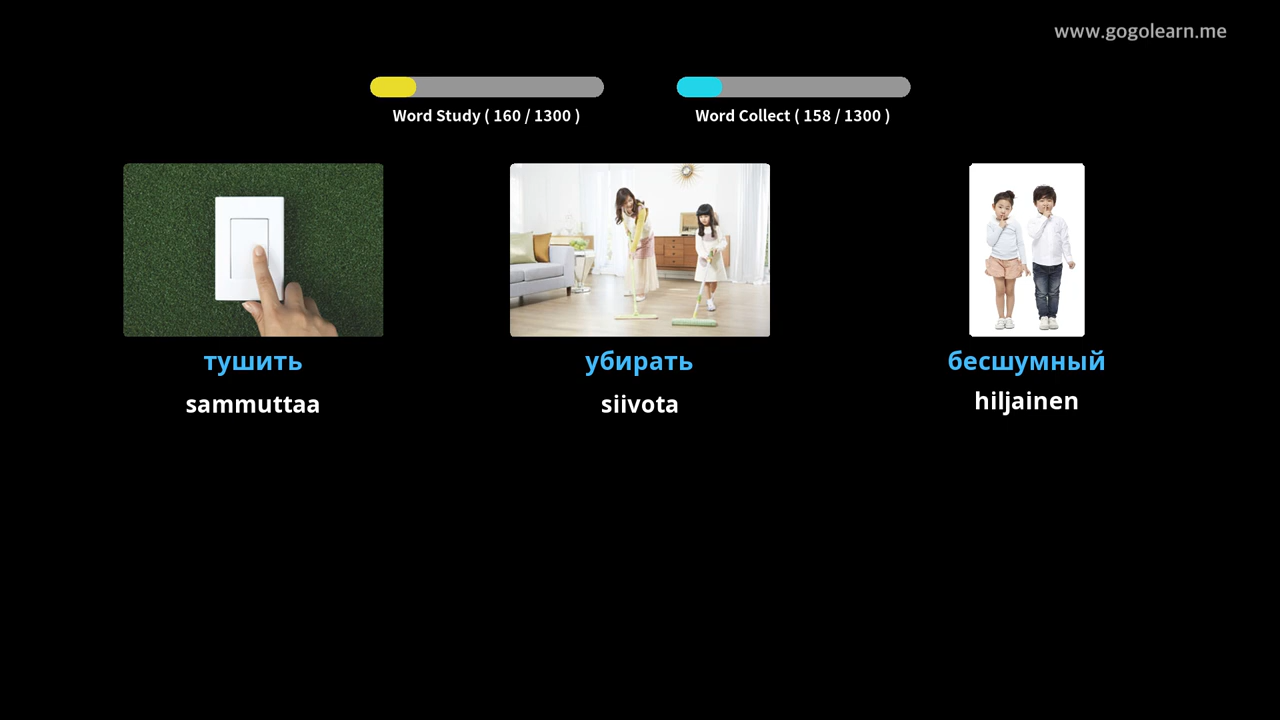 www.gogolearn.me
Word Study ( 160 / 1300 )
Word Collect ( 158 / 1300 )
тушить
sammuttaa
убирать
siivota
бесшумный
hiljainen